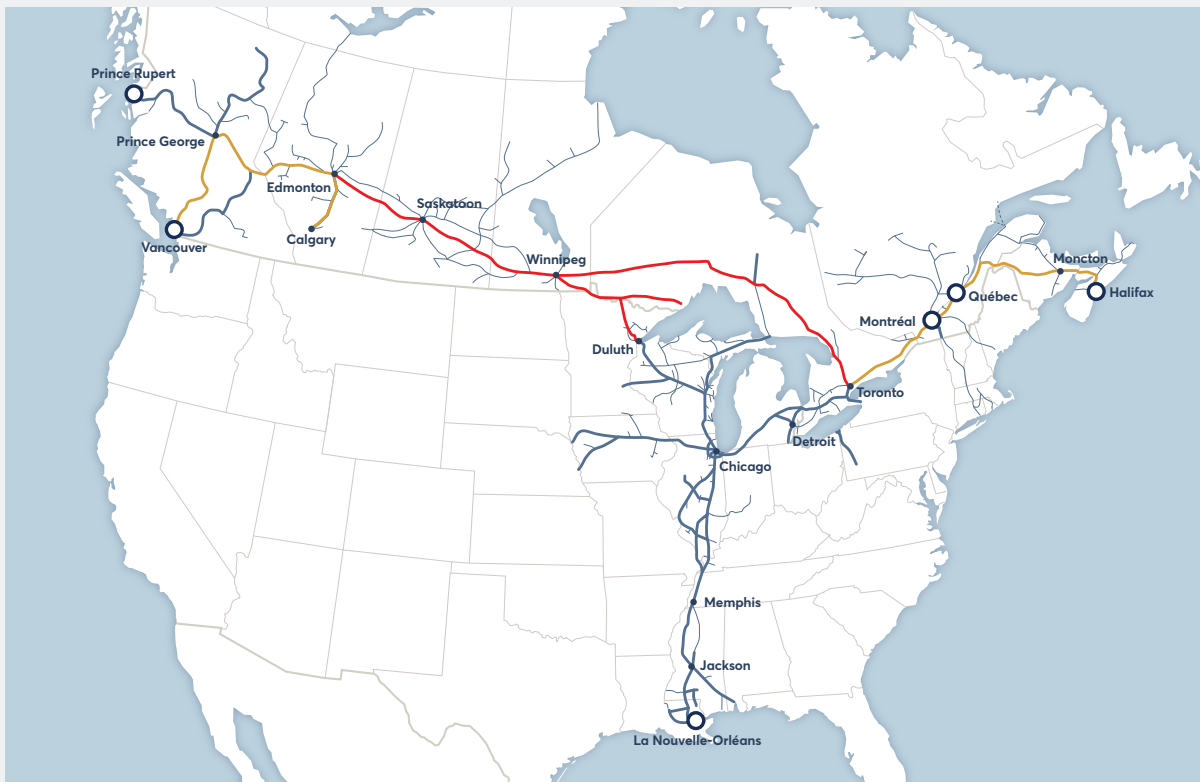 Prince Rupert
Prince George
Edmonton
Saskatoon
Vancouver
Calgary
Winnipeg
Moncton
Québec
Halifax
Montréal
Duluth
Toronto
Detroit
Chicago
Memphis
Jackson
La Nouvelle-Orléans